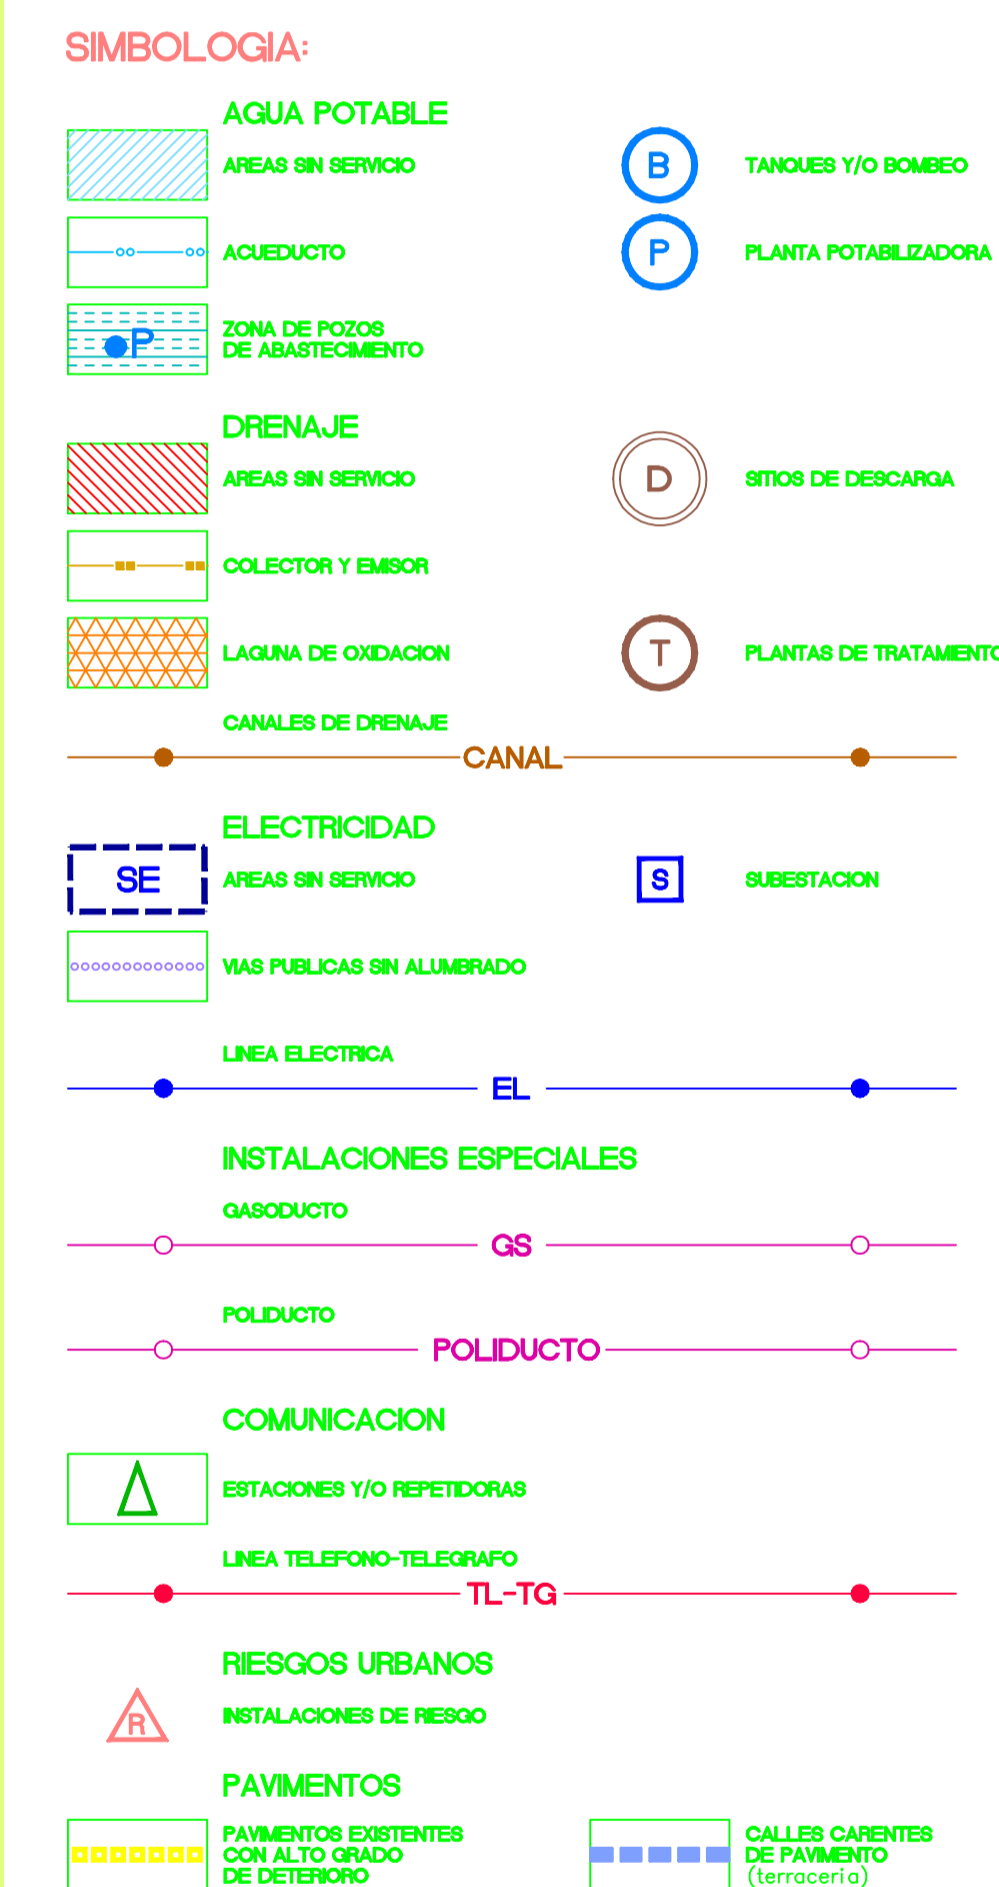 SIMBOLOGIA:
AGUA POTABLE
AREAS SIN SERVICIO
B
TANQUES Y/O BOMBEO
ACUEDUCTO
P
PLANTA POTABILIZADORA
P
ZONA DE POZOS
DE ABASTECIMIENTO
DRENAJE
AREAS SIN SERVICIO
D
SITIOS DE DESCARGA
COLECTOR Y EMISOR
LAGUNA DE OXIDACION
T
PLANTAS DE TRATAMIENTO
CANALES DE DRENAJE
CANAL
ELECTRICIDAD
SE
AREAS SIN SERVICIO
S
SUBESTACION
VIAS PUBLICAS SIN ALUMBRADO
LINEA ELECTRICA
EL
INSTALACIONES ESPECIALES
GASODUCTO
GS
POLIDUCTO
POLIDUCTO
COMUNICACION
ESTACIONES Y/O REPETIDORAS
LINEA TELEFONO-TELEGRAFO
TL-TG
RIESGOS URBANOS
R
INSTALACIONES DE RIESGO
PAVIMENTOS
PAVIMENTOS EXISTENTES
CON ALTO GRADO
DE DETERIORO
CALLES CARENTES
DE PAVIMENTO
(terraceria)